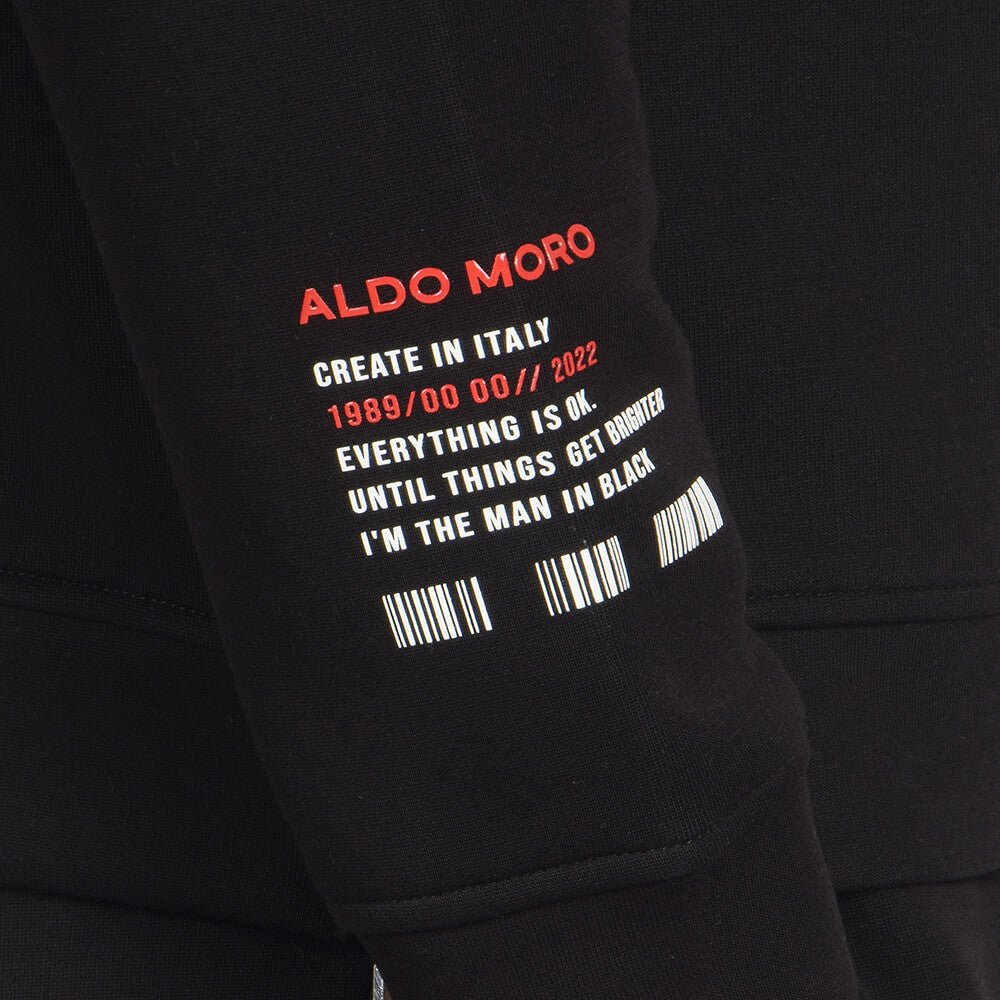 ALDO MORO
CREATE IN ITALY
1989/00 00// 2022
EVERYTHING IS OK.
UNTIL THINGS GET BRIGHTER
I'M THE MAN IN BLACK